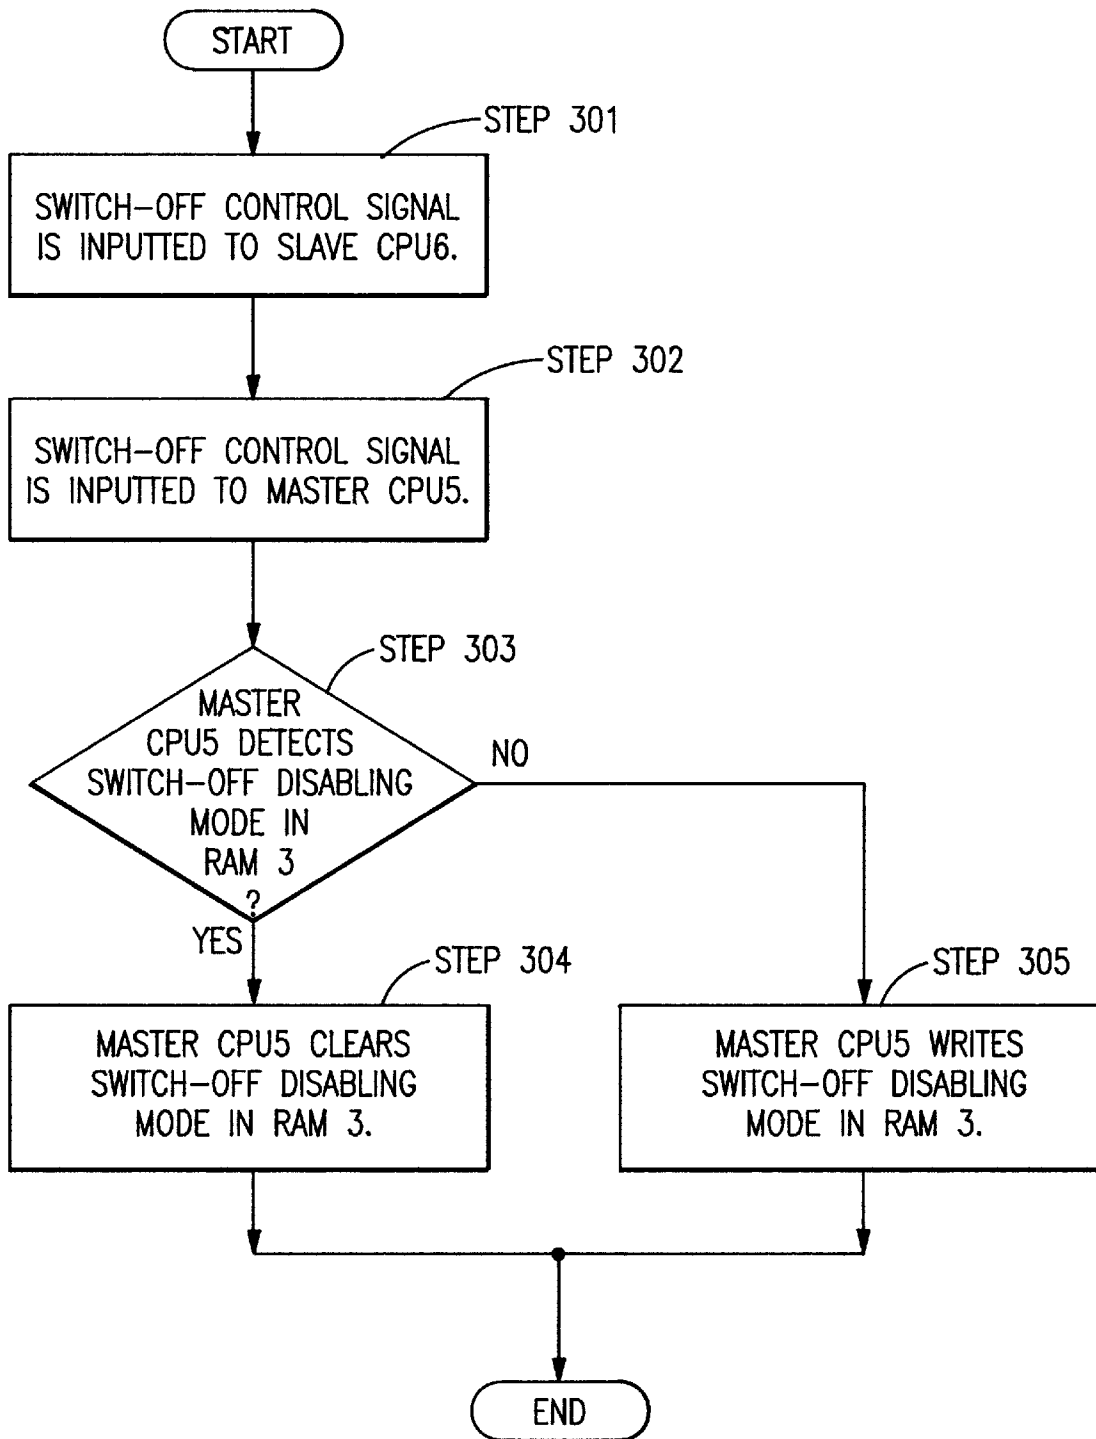 START
STEP 301
SWITCH-OFF CONTROL SIGNAL
IS INPUTTED TO SLAVE CPU6.
STEP 302
SWITCH-OFF CONTROL SIGNAL
IS INPUTTED TO MASTER CPU5.
STEP 303
MASTER
CPU5 DETECTS
SWITCH-OFF DISABLING
MODE IN
RAM 3
?
NO
YES
STEP 304
MASTER CPU5 CLEARS
SWITCH-OFF DISABLING
MODE IN RAM 3.
STEP 305
MASTER CPU5 WRITES
SWITCH-OFF DISABLING
MODE IN RAM 3.
END